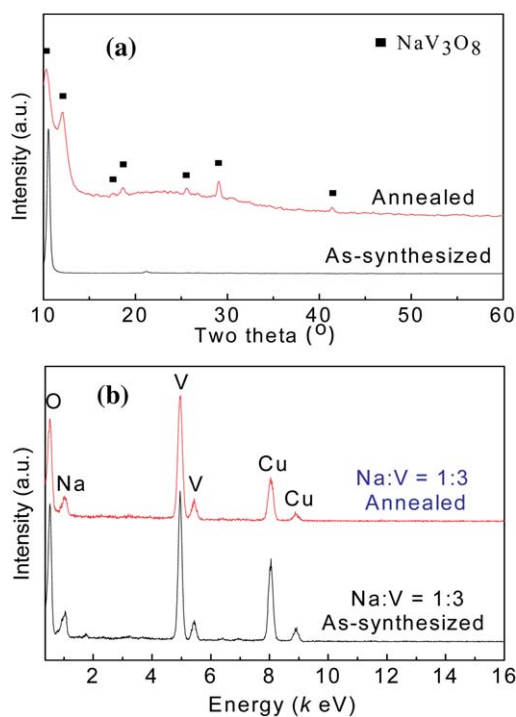 (a)
■ NaV₃O₈
Intensity (a.u.)
Annealed
As-synthesized
10 20 30 40 50 60
Two theta (°)
(b)
O
Na
V
V
Cu
Cu
Na:V = 1:3
Annealed
Na:V = 1:3
As-synthesized
Intensity (a.u.)
2 4 6 8 10 12 14 16
Energy (k eV)